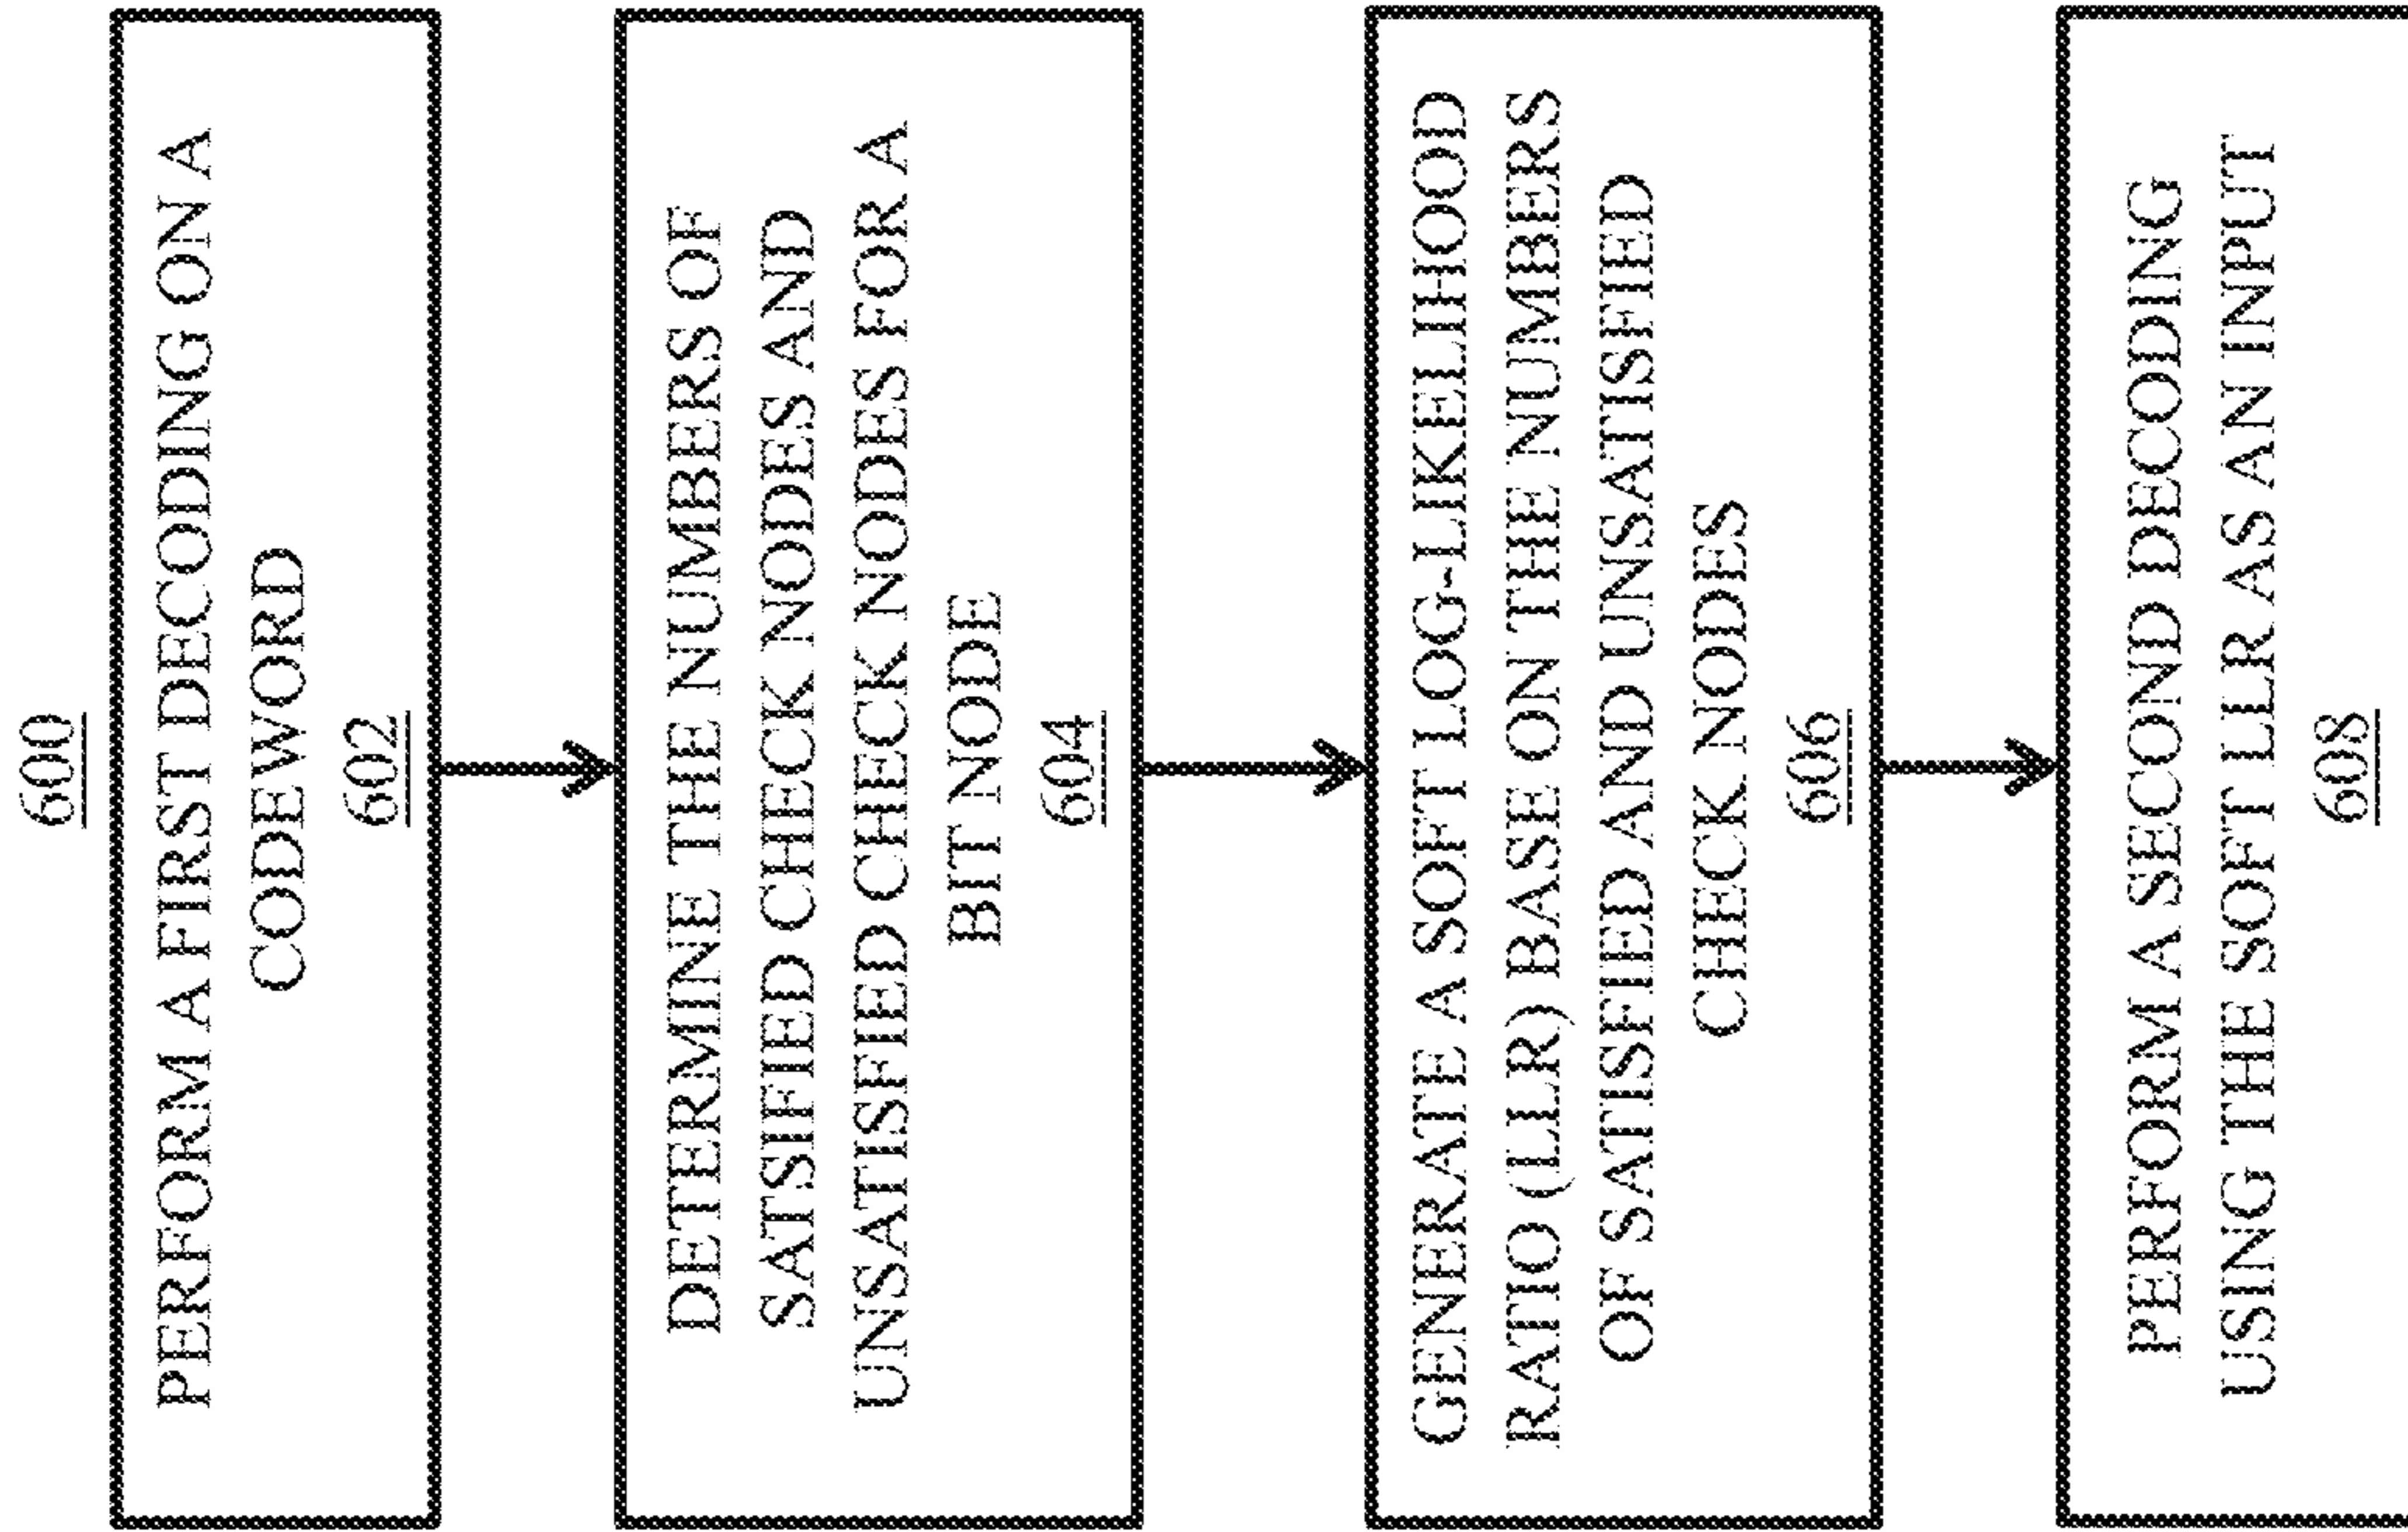 600
PERFORM A FIRST DECODING ON A
CODEWORD
602
DETERMINE THE NUMBERS OF
SATSIFIED CHECK NODES AND
UNSATISFIED CHECK NODES FOR A
BIT NODE
604
GENERATE A SOFT LOG-LIKELIHOOD
RATIO (LLR) BASE ON THE NUMBERS
OF SATISFIED AND UNSATISFIED
CHECK NODES
606
PERFORM A SECOND DECODING
USING THE SOFT LLR AS AN INPUT
608